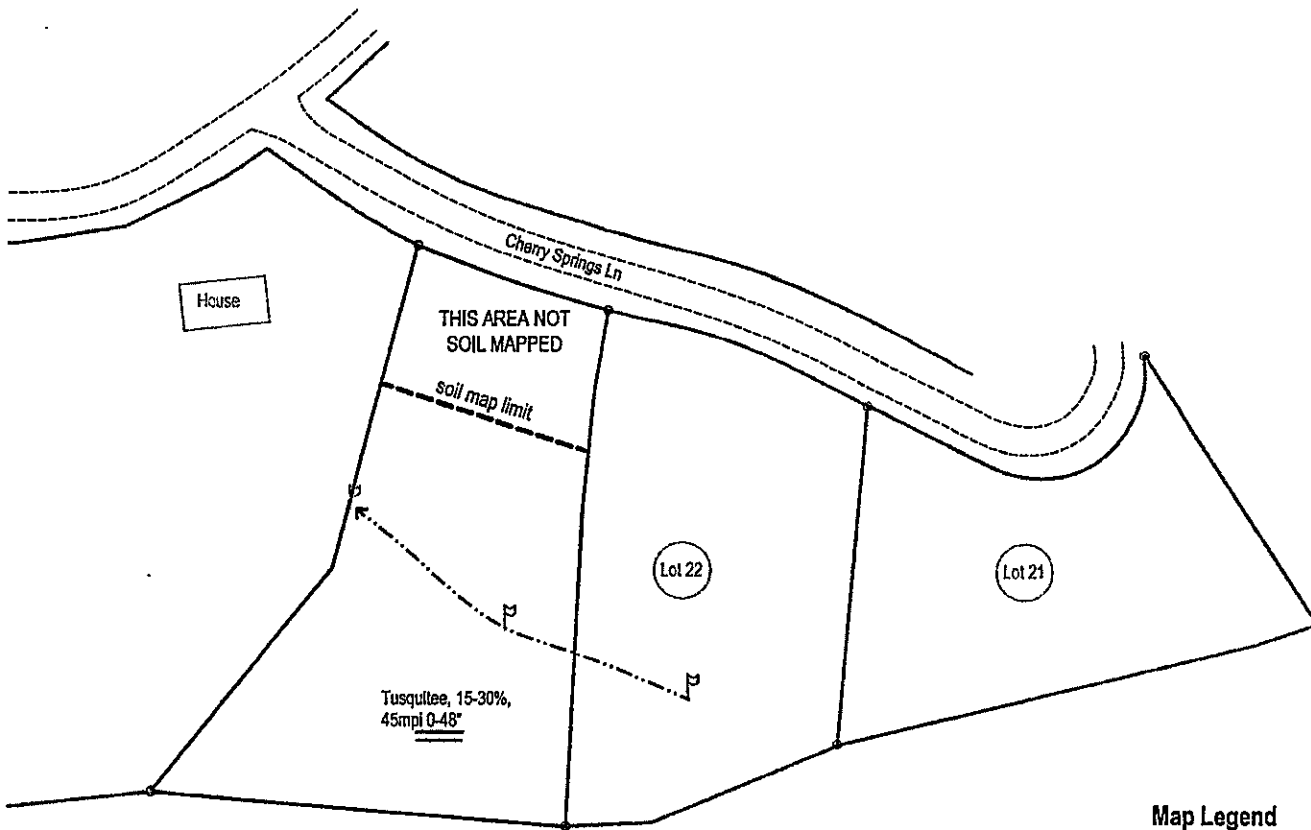 Cherry Springs Ln
House
THIS AREA NOT
SOIL MAPPED
soil map limit
Lot 22
Lot 21
Tusquitee, 15-30%,
45mpi 0-48"
Map Legend